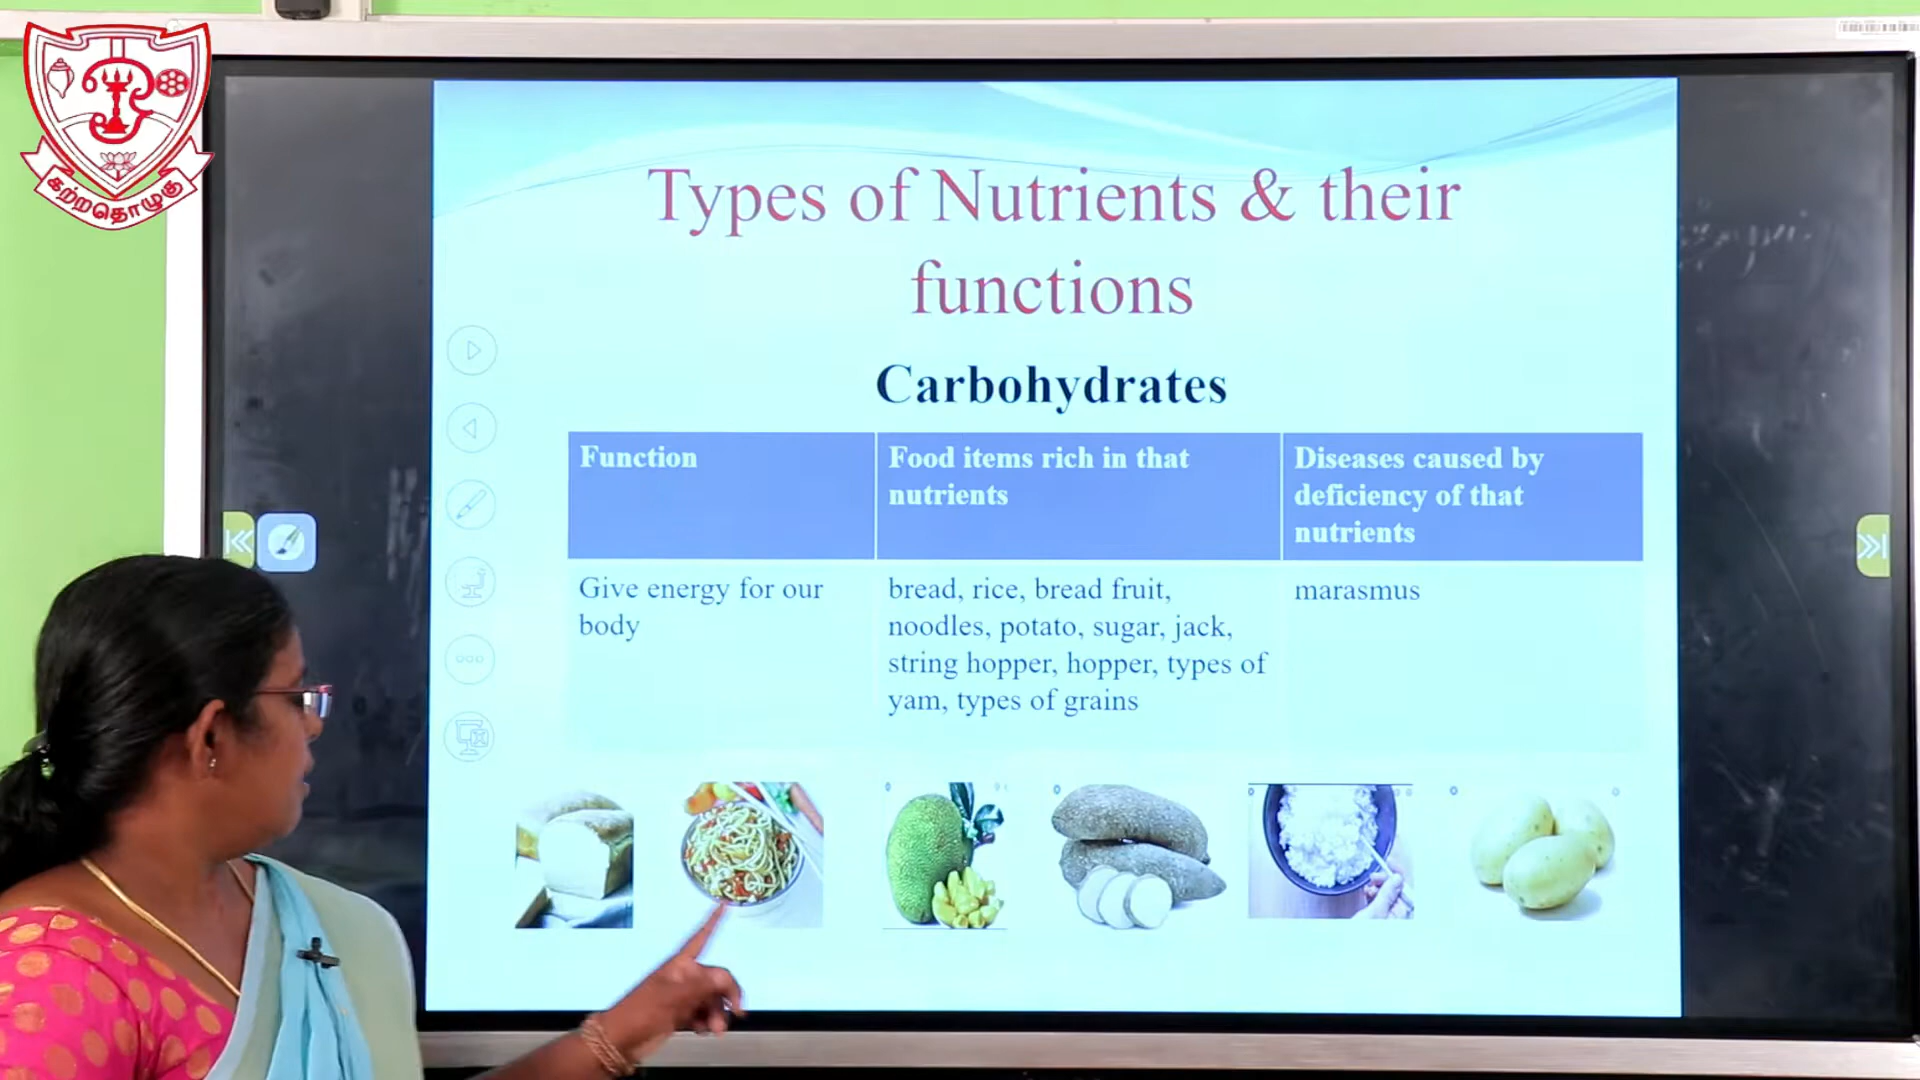 கற்றதொழுகு
Types of Nutrients & their
functions
Carbohydrates
Function
Food items rich in that
nutrients
Diseases caused by
deficiency of that
nutrients
Give energy for our
body
bread, rice, bread fruit,
noodles, potato, sugar, jack,
string hopper, hopper, types of
yam, types of grains
marasmus